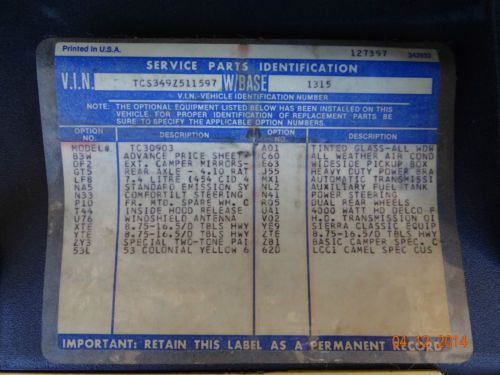 Printed in U.S.A. 127397 343933
SERVICE PARTS IDENTIFICATION
V.I.N. TCS349Z511597 W/BASE 1315
V.I.N.-VEHICLE IDENTIFICATION NUMBER
NOTE: THE OPTIONAL EQUIPMENT LISTED BELOW HAS BEEN INSTALLED ON THIS
VEHICLE. FOR PROPER IDENTIFICATION OF REPLACEMENT PARTS BE
SURE TO SPECIFY THE APPLICABLE OPTION NUMBERS.
OPTION NO. DESCRIPTION OPTION NO. DESCRIPTION
MODEL# TC30903 A01 TINTED GLASS-ALL WDW
B3W ADVANCE PRICE SHEET C60 ALL WEATHER AIR COND
DF2 EXT. CAMPER MIRRORS- E63 WIDESIDE PICKUP BOX
GT5 REAR AXLE - 4.10 RAT J55 HEAVY DUTY POWER BRA
LF8 7.4 LITRE (454 CID 4 MX1 AUTOMATIC TRANSMISSI
NA5 STANDARD EMISSION SY NL2 AUXILIARY FUEL TANK
N33 COMFORTILT STEERING N41 POWER STEERING
P10 FR. MTD. SPARE WH. C R05 DUAL REAR WHEELS
T44 INSIDE HOOD RELEASE UA1 4000 WATT HD DELCO F
U76 WINDSHIELD ANTENNA V02 H.D. TRANSMISSION OI
XTE 8.75-16.5/D TBLS HWY YE9 SIERRA CLASSIC EQUIP
YTE 8.75-16.5/D TBLS HWY ZTE 8.75-16.5/D TBLS HWY
ZY3 SPECIAL TWO-TONE PAI ZB1 BASIC CAMPER SPEC. C
53L 53 COLONIAL YELLOW 6 62D LCC1 CAMEL SPEC CUS
IMPORTANT: RETAIN THIS LABEL AS A PERMANENT RECORD
04.12.2014